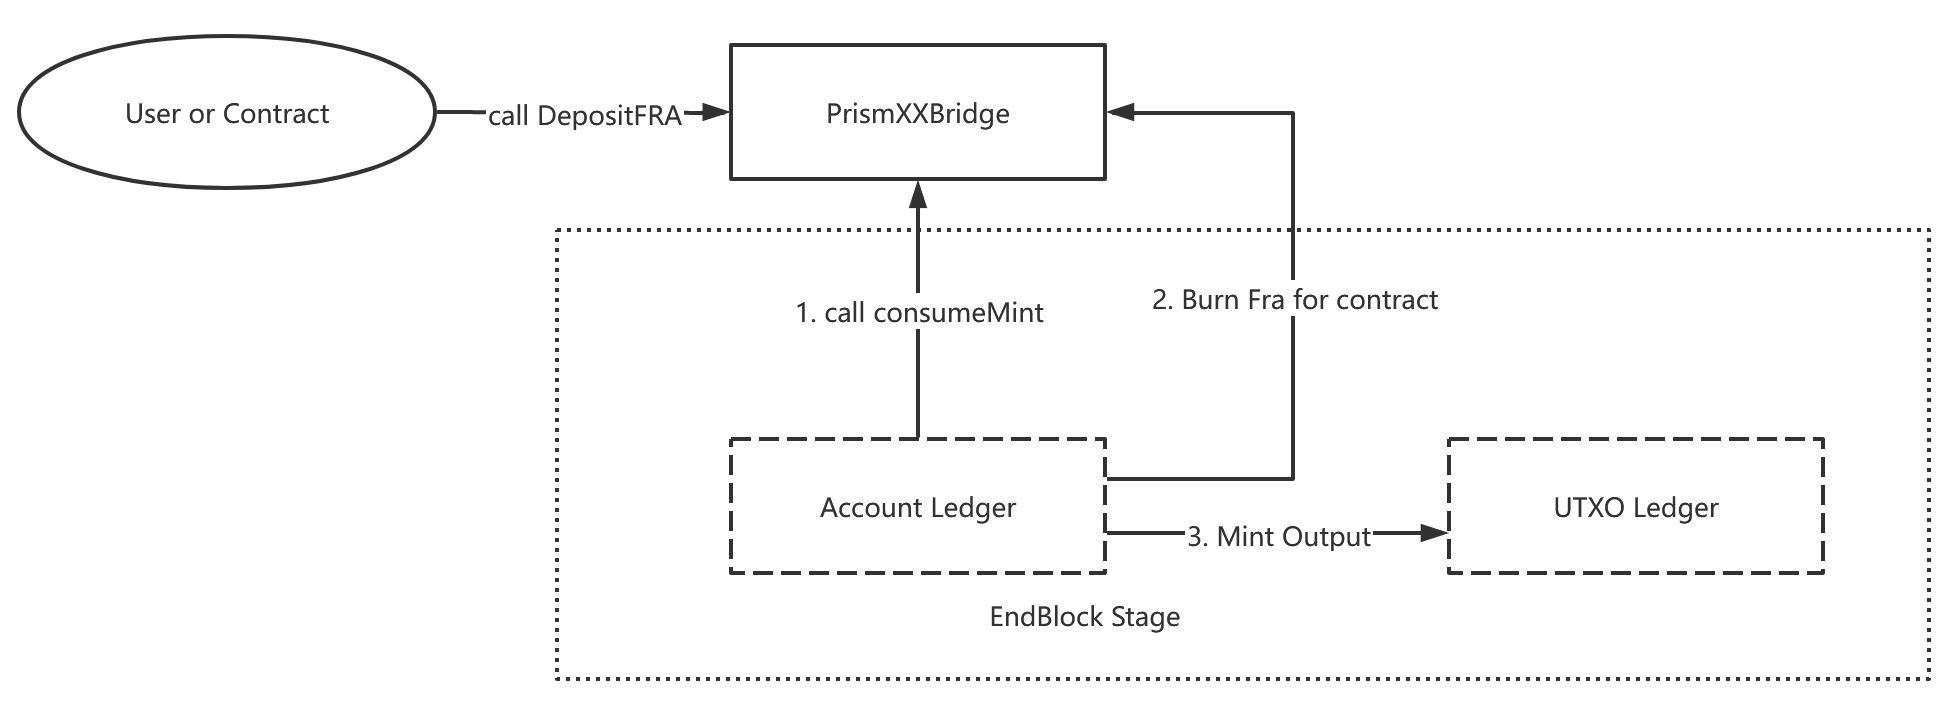 User or Contract
call DepositFRA
PrismXXBridge
1. call consumeMint
2. Burn Fra for contract
Account Ledger
3. Mint Output
UTXO Ledger
EndBlock Stage